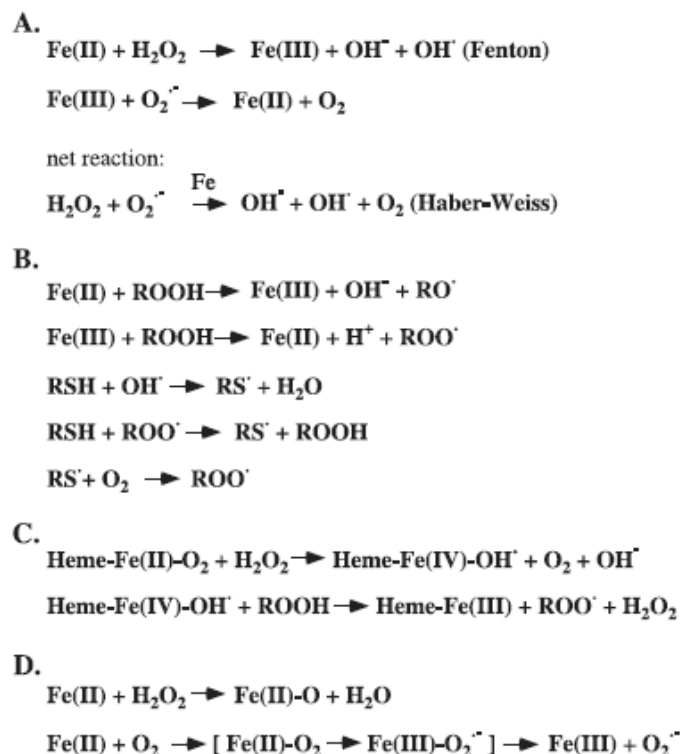 A.
Fe(II) + H₂O₂ → Fe(III) + OH⁻ + OH˙ (Fenton)
Fe(III) + O₂˙⁻ → Fe(II) + O₂
net reaction:
Fe
H₂O₂ + O₂˙⁻ → OH⁻ + OH˙ + O₂ (Haber-Weiss)
B.
Fe(II) + ROOH → Fe(III) + OH⁻ + RO˙
Fe(III) + ROOH → Fe(II) + H⁺ + ROO˙
RSH + OH˙ → RS˙ + H₂O
RSH + ROO˙ → RS˙ + ROOH
RS˙ + O₂ → ROO˙
C.
Heme-Fe(II)-O₂ + H₂O₂ → Heme-Fe(IV)-OH˙ + O₂ + OH⁻
Heme-Fe(IV)-OH˙ + ROOH → Heme-Fe(III) + ROO˙ + H₂O₂
D.
Fe(II) + H₂O₂ → Fe(II)-O + H₂O
Fe(II) + O₂ → [ Fe(II)-O₂ → Fe(III)-O₂˙⁻ ] → Fe(III) + O₂˙⁻